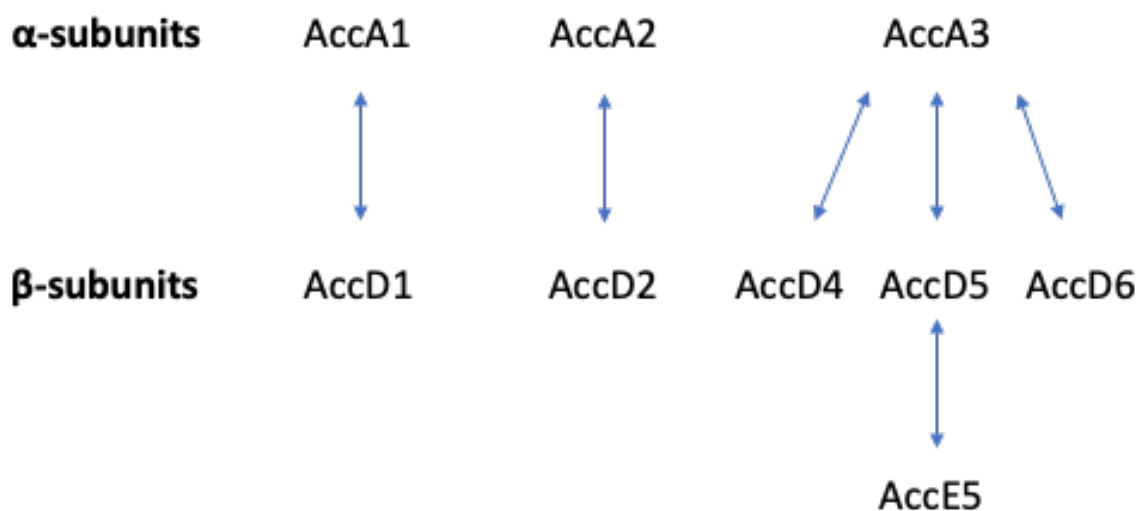 α-subunits AccA1 AccA2 AccA3
β-subunits AccD1 AccD2 AccD4 AccD5 AccD6
AccE5